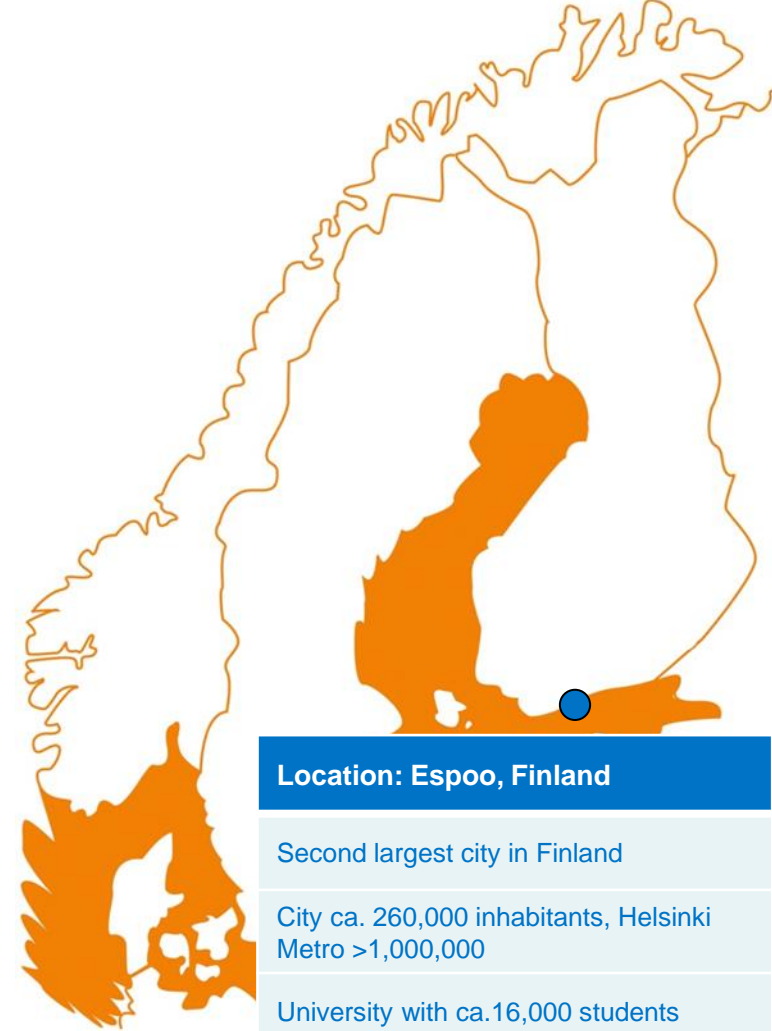 Location: Espoo, Finland
Second largest city in Finland
City ca. 260,000 inhabitants, Helsinki
Metro >1,000,000
University with ca.16,000 students